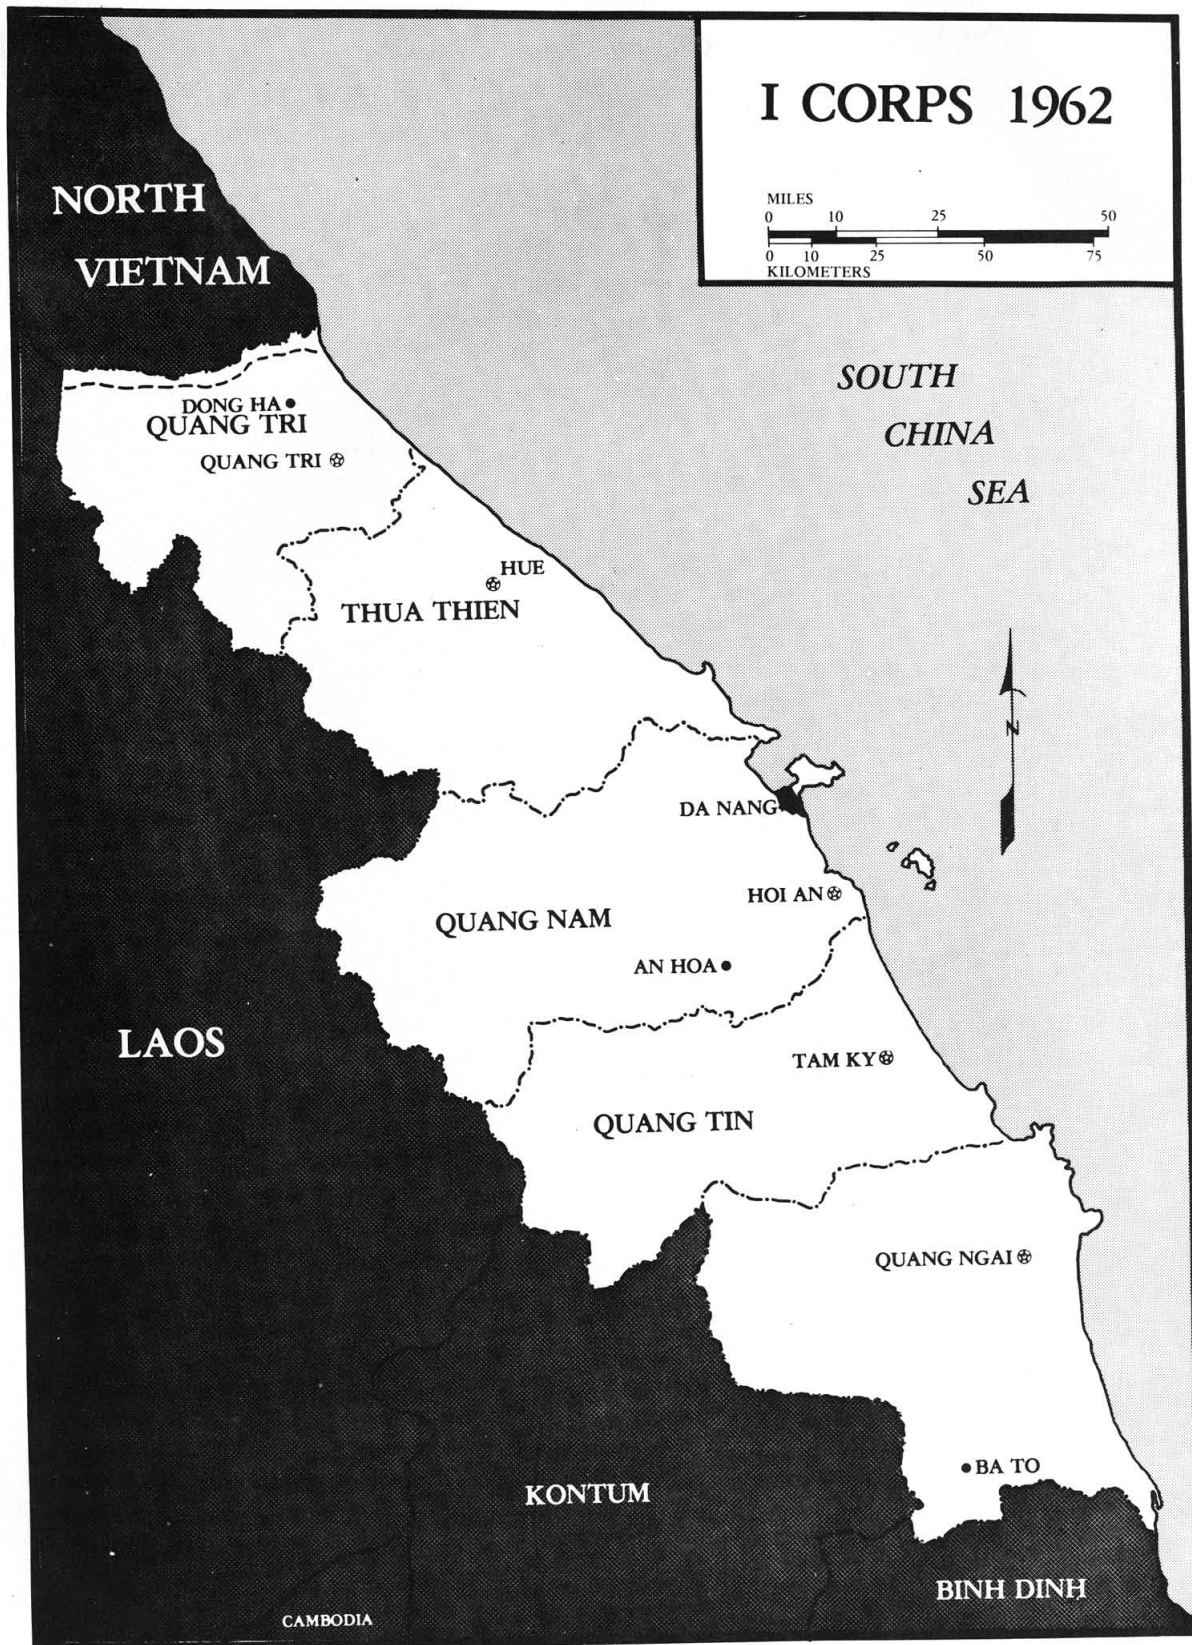 I CORPS 1962
MILES
0 10 25 50
0 10 25 50 75
KILOMETERS
NORTH
VIETNAM
SOUTH
CHINA
SEA
DONG HA
QUANG TRI
QUANG TRI
HUE
THUA THIEN
N
DA NANG
HOI AN
QUANG NAM
AN HOA
LAOS
TAM KY
QUANG TIN
QUANG NGAI
BA TO
KONTUM
BINH DINH
CAMBODIA